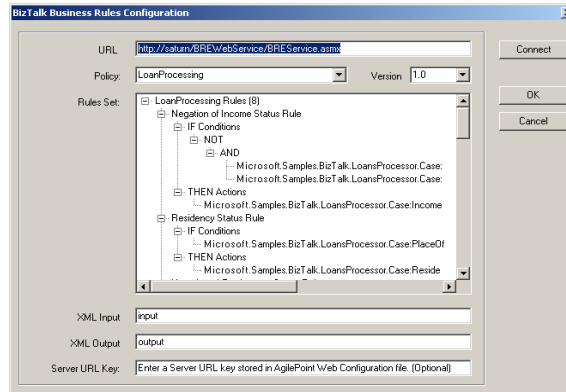 BizTalk Business Rules Configuration
URL http://saturn/BREWebService/BREService.asmx Connect
Policy: LoanProcessing Version 1.0
OK
Cancel
Rules Set: LoanProcessing Rules (8)
Negation of Income Status Rule
IF Conditions
NOT
AND
Microsoft.Samples.BizTalk.LoansProcessor.Case:
Microsoft.Samples.BizTalk.LoansProcessor.Case:
THEN Actions
Microsoft.Samples.BizTalk.LoansProcessor.Case:Income
Residency Status Rule
IF Conditions
Microsoft.Samples.BizTalk.LoansProcessor.Case:PlaceOf
THEN Actions
Microsoft.Samples.BizTalk.LoansProcessor.Case:Reside
XML Input input
XML Output output
Server URL Key: Enter a Server URL key stored in AgilePoint Web Configuration file. (Optional)